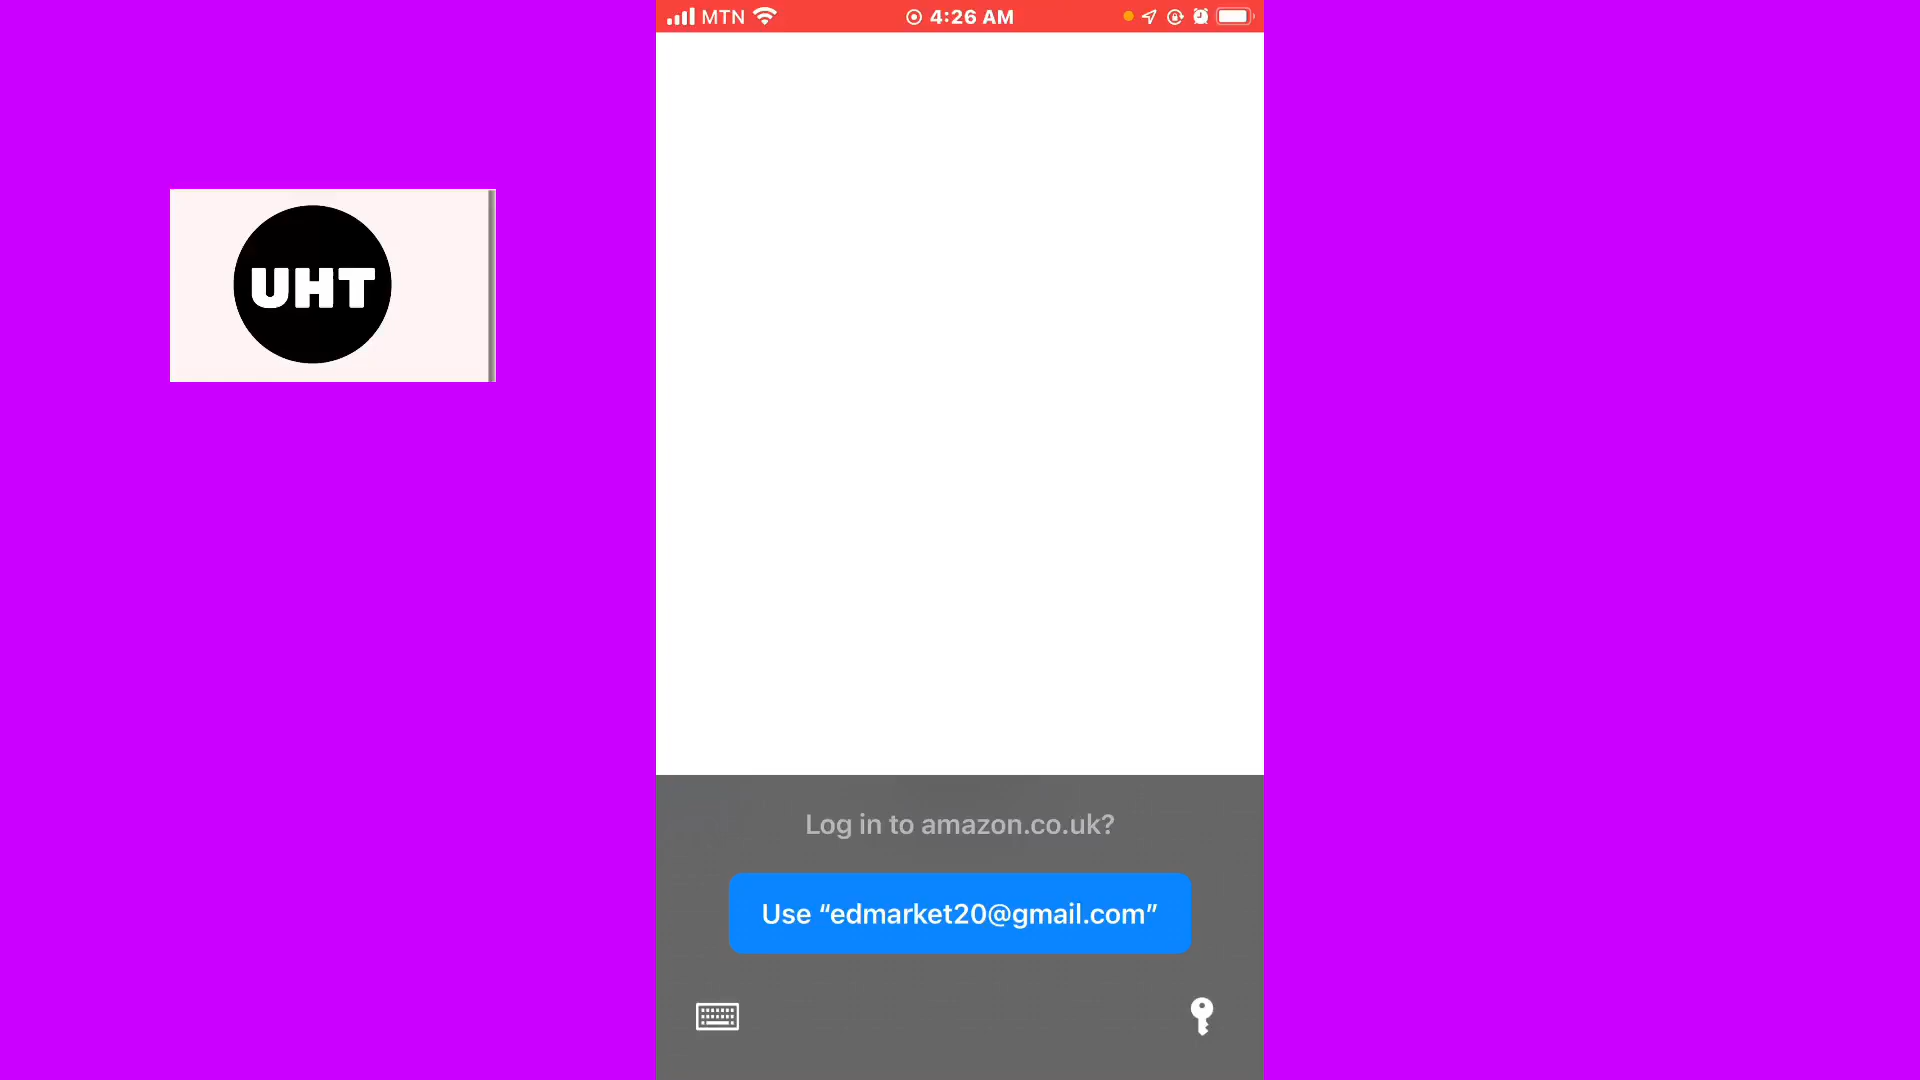 MTN
4:26 AM
UHT
Log in to amazon.co.uk?
Use “edmarket20@gmail.com”